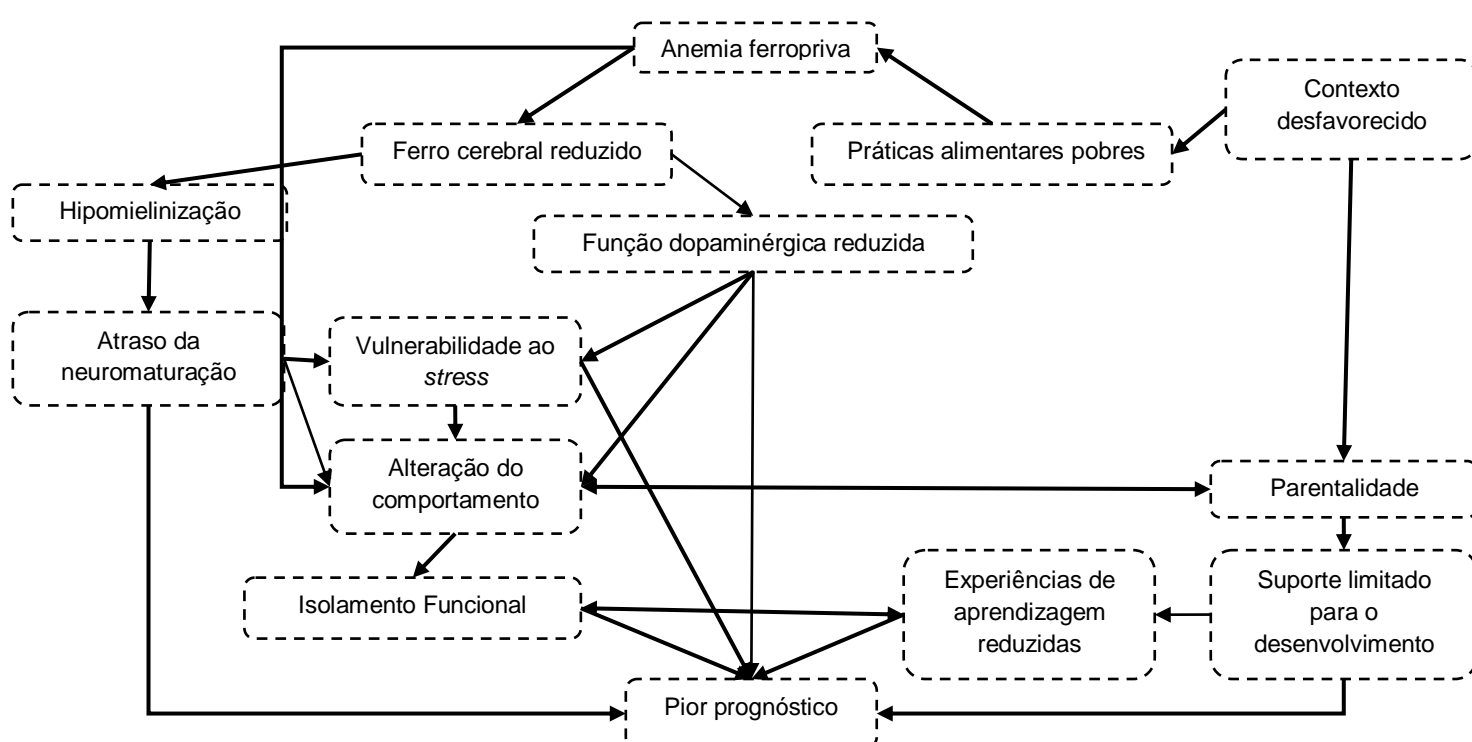 Anemia ferropriva
Contexto
desfavorecido
Ferro cerebral reduzido
Práticas alimentares pobres
Hipomielinização
Função dopaminérgica reduzida
Atraso da
neuromaturação
Vulnerabilidade ao
stress
Alteração do
comportamento
Parentalidade
Isolamento Funcional
Experiências de
aprendizagem
reduzidas
Suporte limitado
para o
desenvolvimento
Pior prognóstico